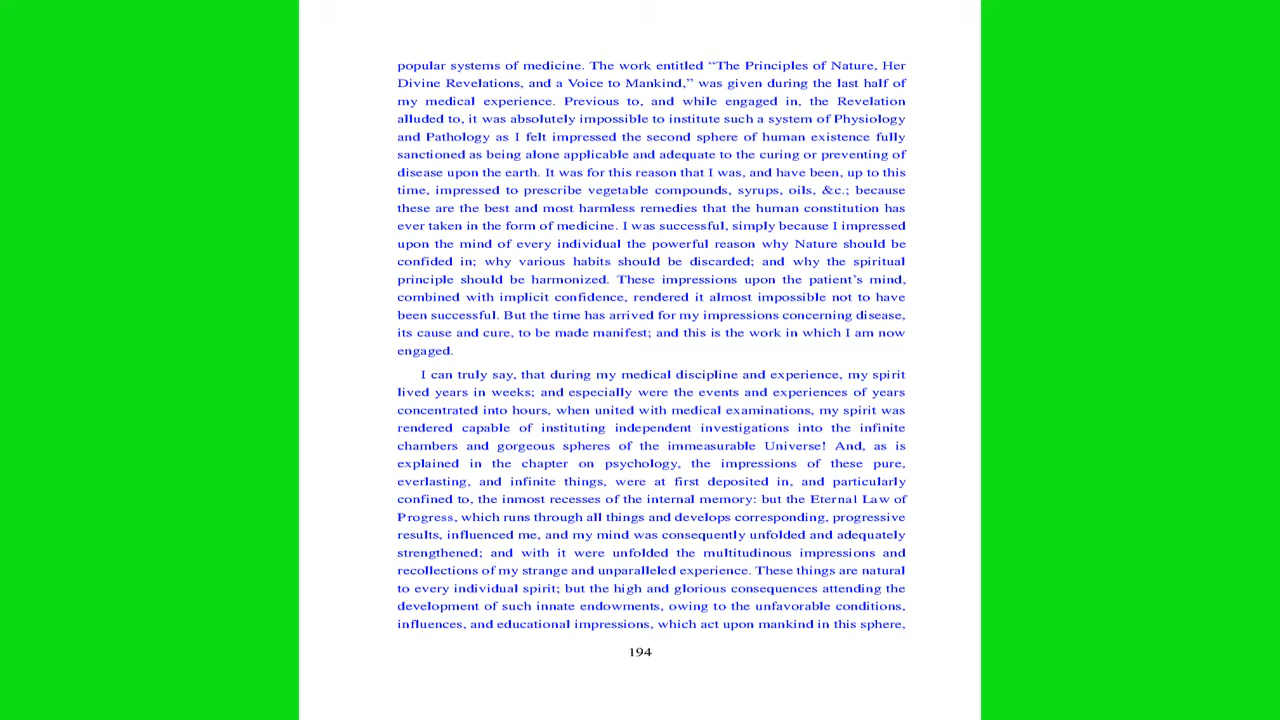 popular systems of medicine. The work entitled “The Principles of Nature, Her
Divine Revelations, and a Voice to Mankind,” was given during the last half of
my medical experience. Previous to, and while engaged in, the Revelation
alluded to, it was absolutely impossible to institute such a system of Physiology
and Pathology as I felt impressed the second sphere of human existence fully
sanctioned as being alone applicable and adequate to the curing or preventing of
disease upon the earth. It was for this reason that I was, and have been, up to this
time, impressed to prescribe vegetable compounds, syrups, oils, &c.; because
these are the best and most harmless remedies that the human constitution has
ever taken in the form of medicine. I was successful, simply because I impressed
upon the mind of every individual the powerful reason why Nature should be
confided in; why various habits should be discarded; and why the spiritual
principle should be harmonized. These impressions upon the patient’s mind,
combined with implicit confidence, rendered it almost impossible not to have
been successful. But the time has arrived for my impressions concerning disease,
its cause and cure, to be made manifest; and this is the work in which I am now
engaged.
I can truly say, that during my medical discipline and experience, my spirit
lived years in weeks; and especially were the events and experiences of years
concentrated into hours, when united with medical examinations, my spirit was
rendered capable of instituting independent investigations into the infinite
chambers and gorgeous spheres of the immeasurable Universe! And, as is
explained in the chapter on psychology, the impressions of these pure,
everlasting, and infinite things, were at first deposited in, and particularly
confined to, the inmost recesses of the internal memory: but the Eternal Law of
Progress, which runs through all things and develops corresponding, progressive
results, influenced me, and my mind was consequently unfolded and adequately
strengthened; and with it were unfolded the multitudinous impressions and
recollections of my strange and unparalleled experience. These things are natural
to every individual spirit; but the high and glorious consequences attending the
development of such innate endowments, owing to the unfavorable conditions,
influences, and educational impressions, which act upon mankind in this sphere,
194